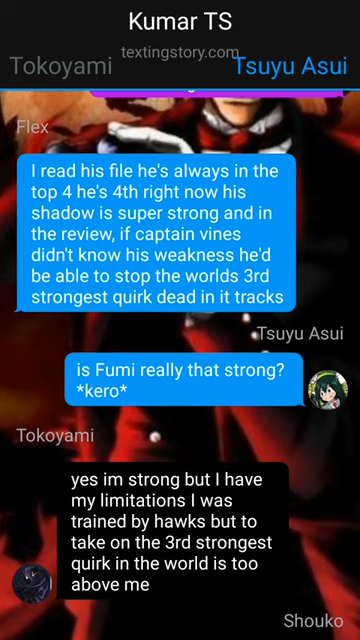 Kumar TS
textingstory.com
Tokoyami
Tsuyu Asui
Flex
I read his file he's always in the
top 4 he's 4th right now his
shadow is super strong and in
the review, if captain vines
didn't know his weakness he'd
be able to stop the worlds 3rd
strongest quirk dead in it tracks
Tsuyu Asui
is Fumi really that strong?
*kero*
Tokoyami
yes im strong but I have
my limitations I was
trained by hawks but to
take on the 3rd strongest
quirk in the world is too
above me
Shouko